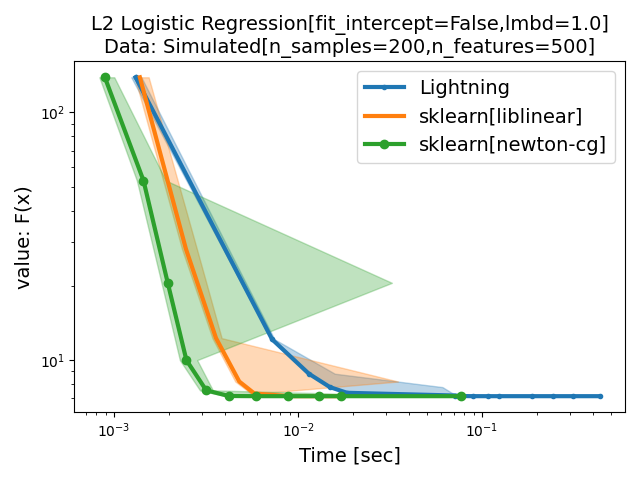 L2 Logistic Regression[fit_intercept=False,lmbd=1.0]
Data: Simulated[n_samples=200,n_features=500]
Lightning
sklearn[liblinear]
sklearn[newton-cg]
value: F(x)
10²
10¹
10⁻³
10⁻²
10⁻¹
Time [sec]